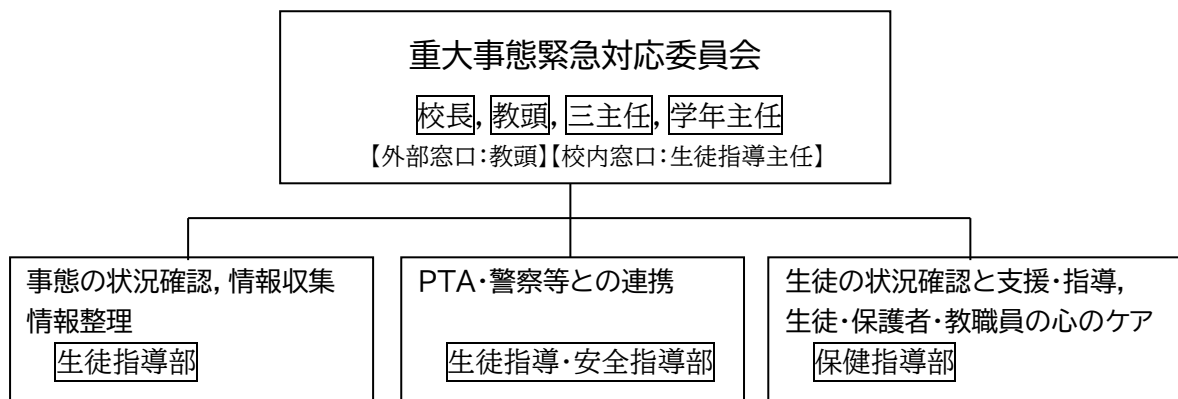 重大事態緊急対応委員会
校長, 教頭, 三主任, 学年主任
【外部窓口:教頭】【校内窓口:生徒指導主任】
事態の状況確認, 情報収集
情報整理
生徒指導部
PTA・警察等との連携
生徒指導・安全指導部
生徒の状況確認と支援・指導,
生徒・保護者・教職員の心のケア
保健指導部